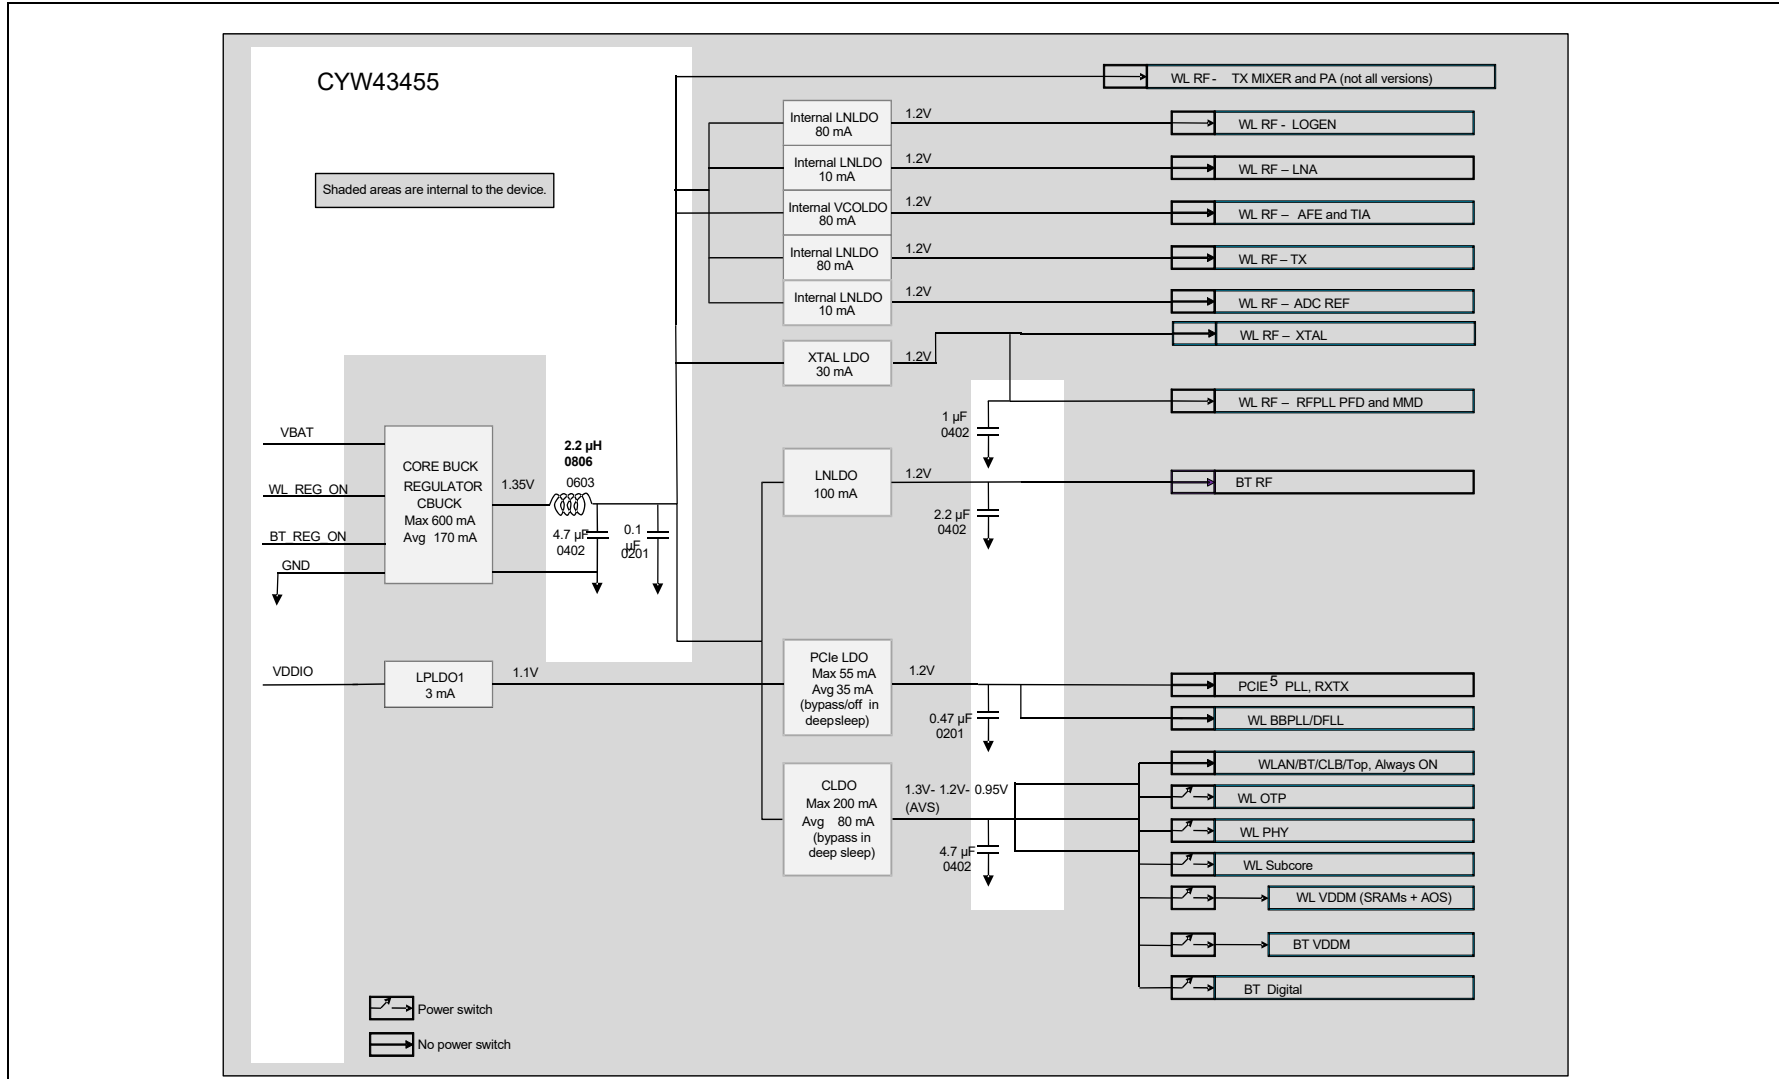 CYW43455
Shaded areas are internal to the device.
WL RF - TX MIXER and PA (not all versions)
Internal LNLDO
80 mA
1.2V
WL RF - LOGEN
Internal LNLDO
10 mA
1.2V
WL RF – LNA
Internal VCOLDO
80 mA
1.2V
WL RF – AFE and TIA
Internal LNLDO
80 mA
1.2V
WL RF – TX
Internal LNLDO
10 mA
1.2V
WL RF – ADC REF
WL RF – XTAL
XTAL LDO
30 mA
1.2V
WL RF – RFPLL PFD and MMD
1 µF
0402
VBAT
WL_REG_ON
BT_REG_ON
GND
CORE BUCK
REGULATOR
CBUCK
Max 600 mA
Avg 170 mA
1.35V
2.2 µH
0806
0603
4.7 µF
0402
0.1
µF
0201
LNLDO
100 mA
1.2V
2.2 µF
0402
BT RF
VDDIO
LPLDO1
3 mA
1.1V
PCIe LDO
Max 55 mA
Avg 35 mA
(bypass/off in
deepsleep)
1.2V
0.47 µF
0201
PCIE5 PLL, RXTX
WL BBPLL/DFLL
CLDO
Max 200 mA
Avg 80 mA
(bypass in
deep sleep)
1.3V- 1.2V- 0.95V
(AVS)
4.7 µF
0402
WLAN/BT/CLB/Top, Always ON
WL OTP
WL PHY
WL Subcore
WL VDDM (SRAMs + AOS)
BT VDDM
BT Digital
Power switch
No power switch